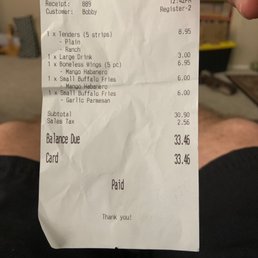 Receipt: 889 12:42PM
Customer: Bobby Register-2
1 x Tenders (5 strips) 8.95
- Plain
- Ranch
1 x Large Drink 3.00
1 x Boneless Wings (5 pc) 6.95
- Mango Habanero
1 x Small Buffalo Fries 6.00
- Mango Habanero
1 x Small Buffalo Fries 6.00
- Garlic Parmesan
Subtotal 30.90
Sales Tax 2.56
Balance Due 33.46
Card 33.46
Paid
Thank you!